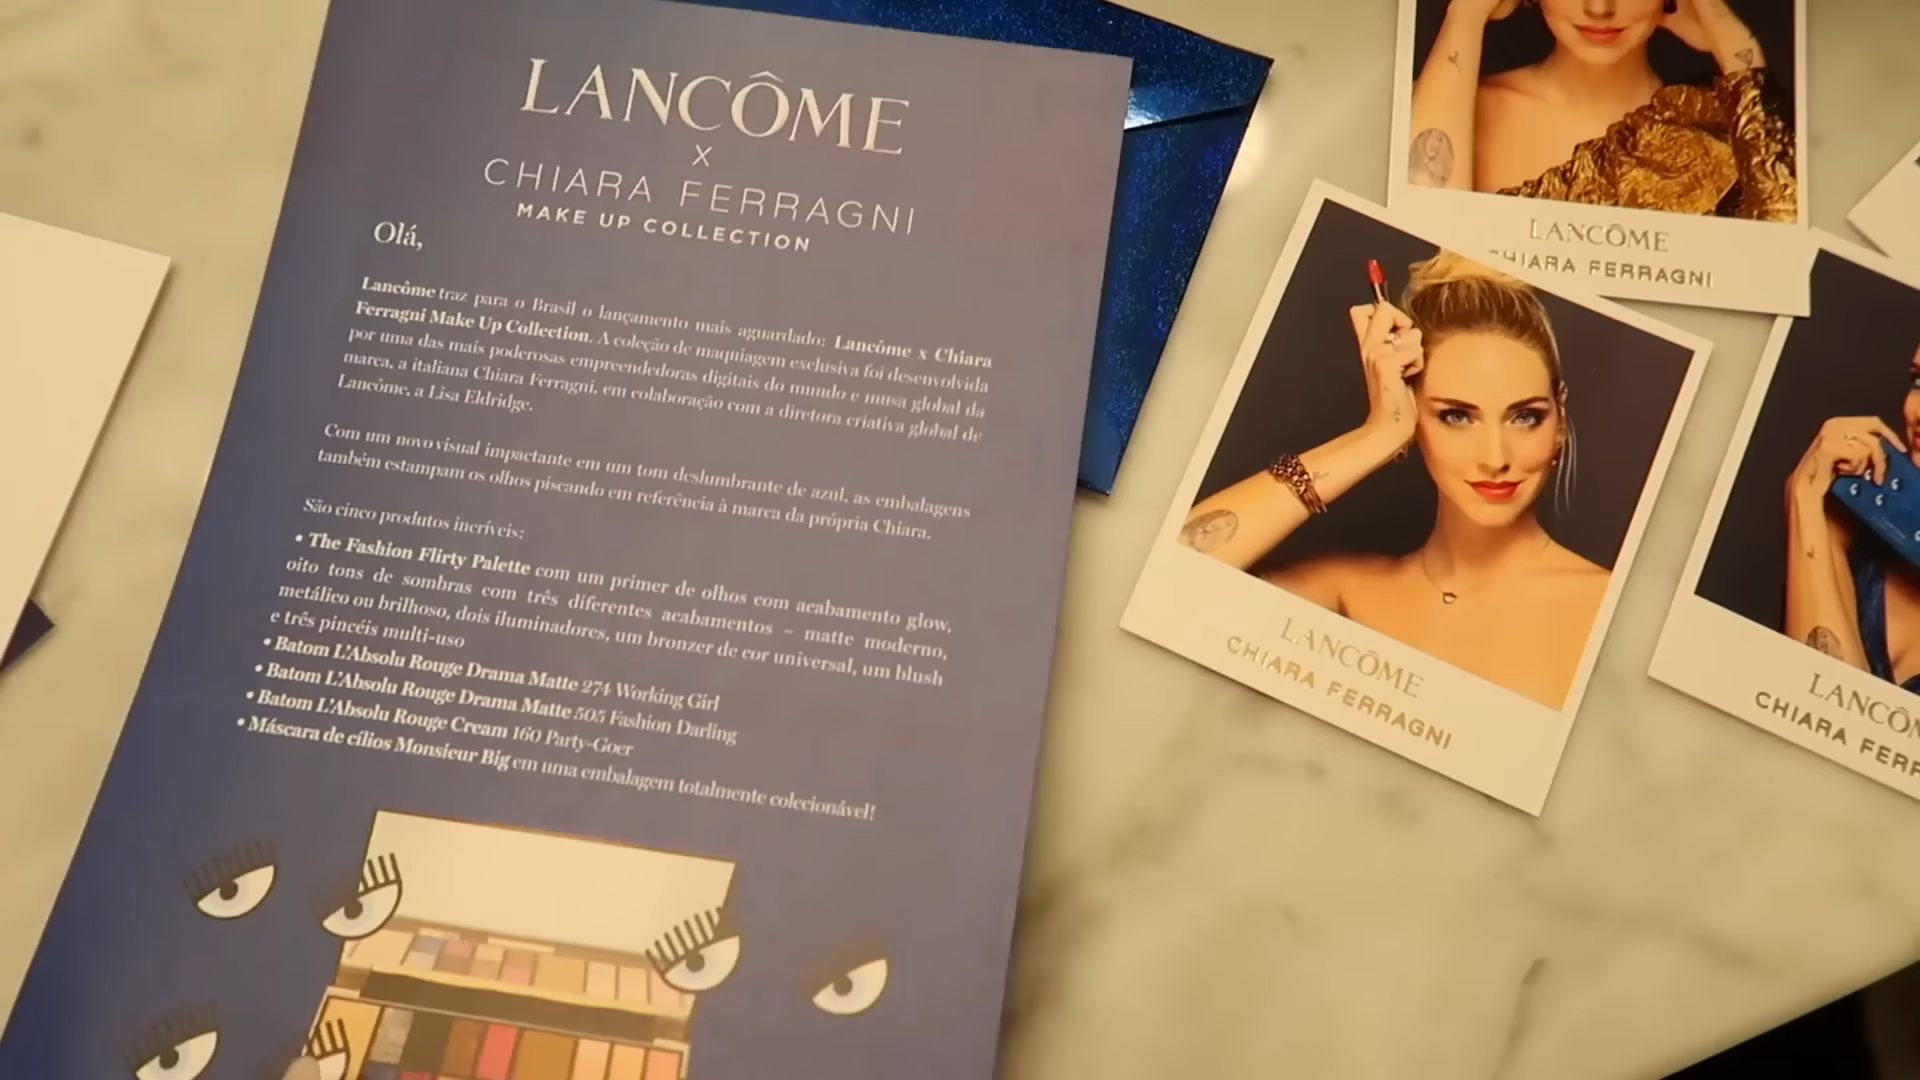 LANCÔME
X
CHIARA FERRAGNI
MAKE UP COLLECTION
Olá,
Lancôme traz para o Brasil o lançamento mais aguardado: Lancôme x Chiara
Ferragni Make Up Collection. A coleção de maquiagem exclusiva foi desenvolvida
por uma das mais poderosas empreendedoras digitais do mundo e musa global da
marca, a italiana Chiara Ferragni, em colaboração com a diretora criativa global de
Lancôme, a Lisa Eldridge.
Com um novo visual impactante em um tom deslumbrante de azul, as embalagens
também estampam os olhos piscando em referência à marca da própria Chiara.
São cinco produtos incríveis:
• The Fashion Flirty Palette com um primer de olhos com acabamento glow,
oito tons de sombras com três diferentes acabamentos – matte moderno,
metálico ou brilhoso, dois iluminadores, um bronzer de cor universal, um blush
e três pincéis multi-uso
• Batom L'Absolu Rouge Drama Matte 274 Working Girl
• Batom L'Absolu Rouge Drama Matte 505 Fashion Darling
• Batom L'Absolu Rouge Cream 160 Party-Goer
• Máscara de cílios Monsieur Big em uma embalagem totalmente colecionável!
LANCÔME
CHIARA FERRAGNI
LANCÔME
CHIARA FERRAGNI
LANCÔM
CHIARA FERR